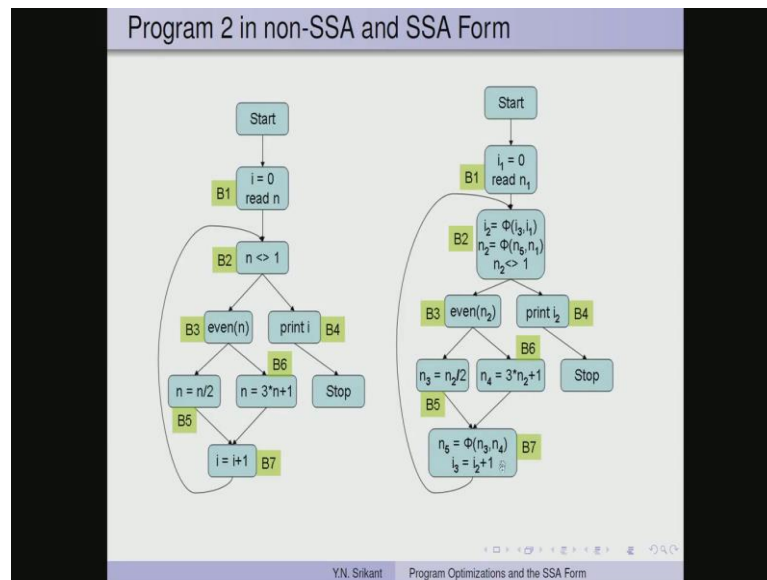 Program 2 in non-SSA and SSA Form
Start
B1
i = 0
read n
B2
n <> 1
B3
even(n)
print i
B4
B6
n = n/2
n = 3*n+1
Stop
B5
i = i+1
B7
Start
B1
i₁ = 0
read n₁
B2
i₂= Φ(i₃,i₁)
n₂= Φ(n₅,n₁)
n₂<> 1
B3
even(n₂)
print i₂
B4
B6
n₃ = n₂/2
n₄ = 3*n₂+1
Stop
B5
n₅ = Φ(n₃,n₄)
i₃ = i₂+1
B7
Y.N. Srikant
Program Optimizations and the SSA Form